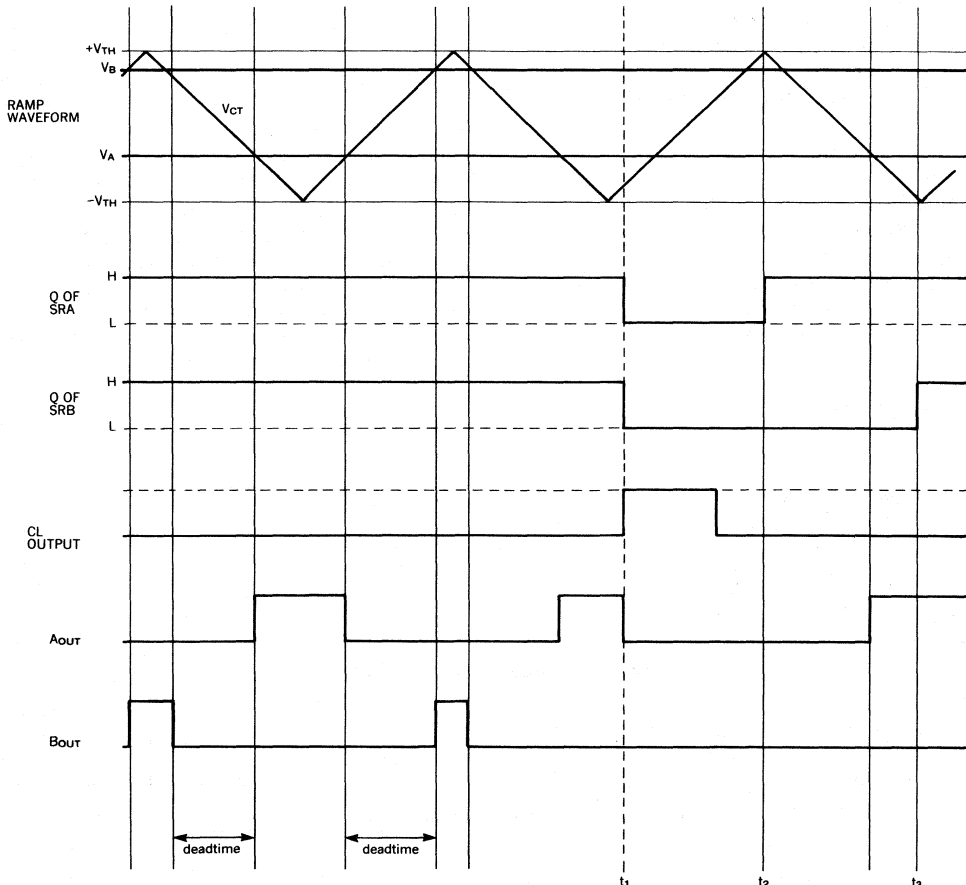 +VTH
VB
RAMP
WAVEFORM
VCT
VA
−VTH
H
Q OF
SRA
L
H
Q OF
SRB
L
CL
OUTPUT
AOUT
BOUT
deadtime
deadtime
t1
t2
t3